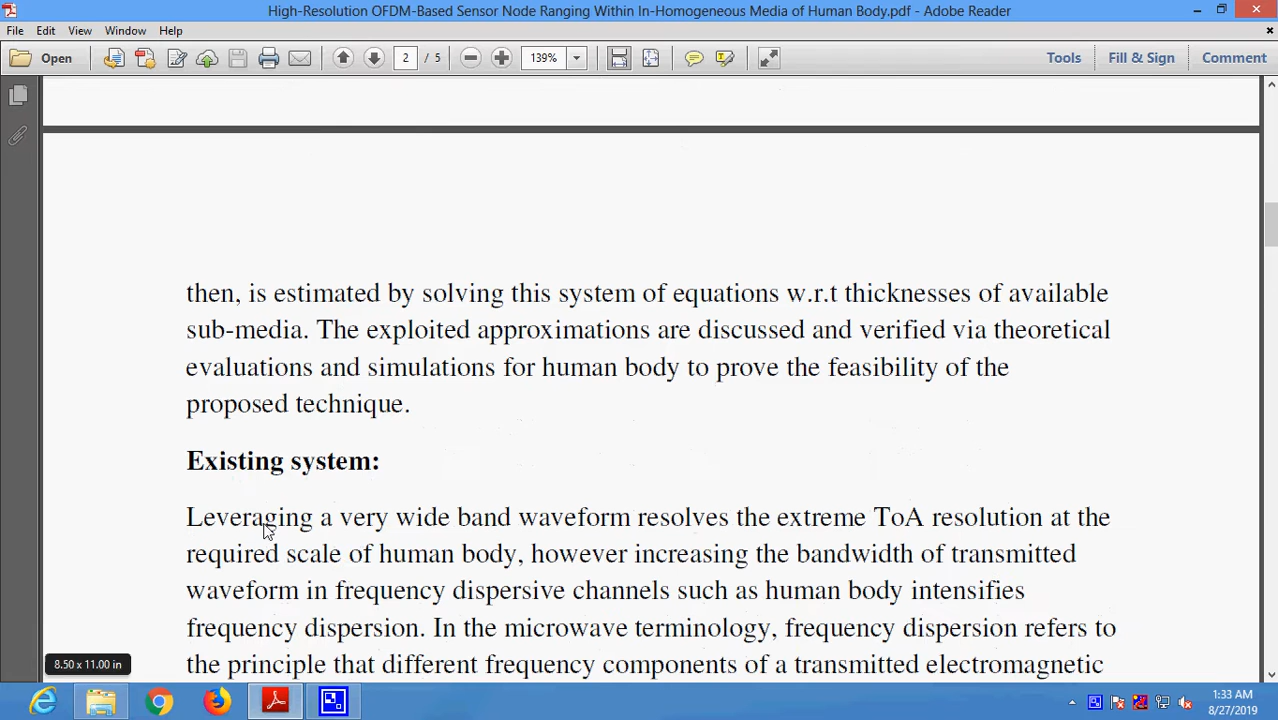 High-Resolution OFDM-Based Sensor Node Ranging Within In-Homogeneous Media of Human Body.pdf - Adobe Reader
File Edit View Window Help
Open 2 / 5 139% Tools Fill & Sign Comment
then, is estimated by solving this system of equations w.r.t thicknesses of available
sub-media. The exploited approximations are discussed and verified via theoretical
evaluations and simulations for human body to prove the feasibility of the
proposed technique.
Existing system:
Leveraging a very wide band waveform resolves the extreme ToA resolution at the
required scale of human body, however increasing the bandwidth of transmitted
waveform in frequency dispersive channels such as human body intensifies
frequency dispersion. In the microwave terminology, frequency dispersion refers to
the principle that different frequency components of a transmitted electromagnetic
8.50 x 11.00 in
1:33 AM
8/27/2019